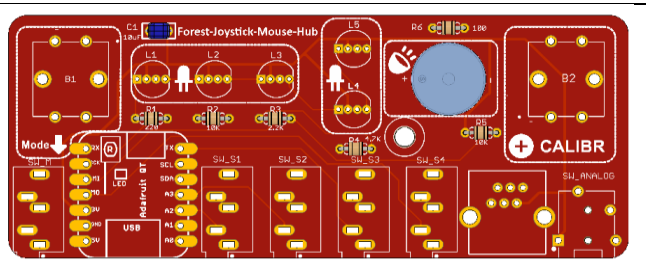 C1
10uF
Forest-Joystick-Mouse-Hub
L5
R6
100
L1
L2
L3
B1
B2
+
L4
R1
220
R2
10K
R3
2.2K
R5
10K
+ CALIBR
Mode
R4
4.7K
SW_M
SW_S1
SW_S2
SW_S3
SW_S4
SW_ANALOG
RX
TX
R
SCL
MI
SDA
MO
LED
A3
3V
A2
A1
5V
A0
Adafruit QT
USB